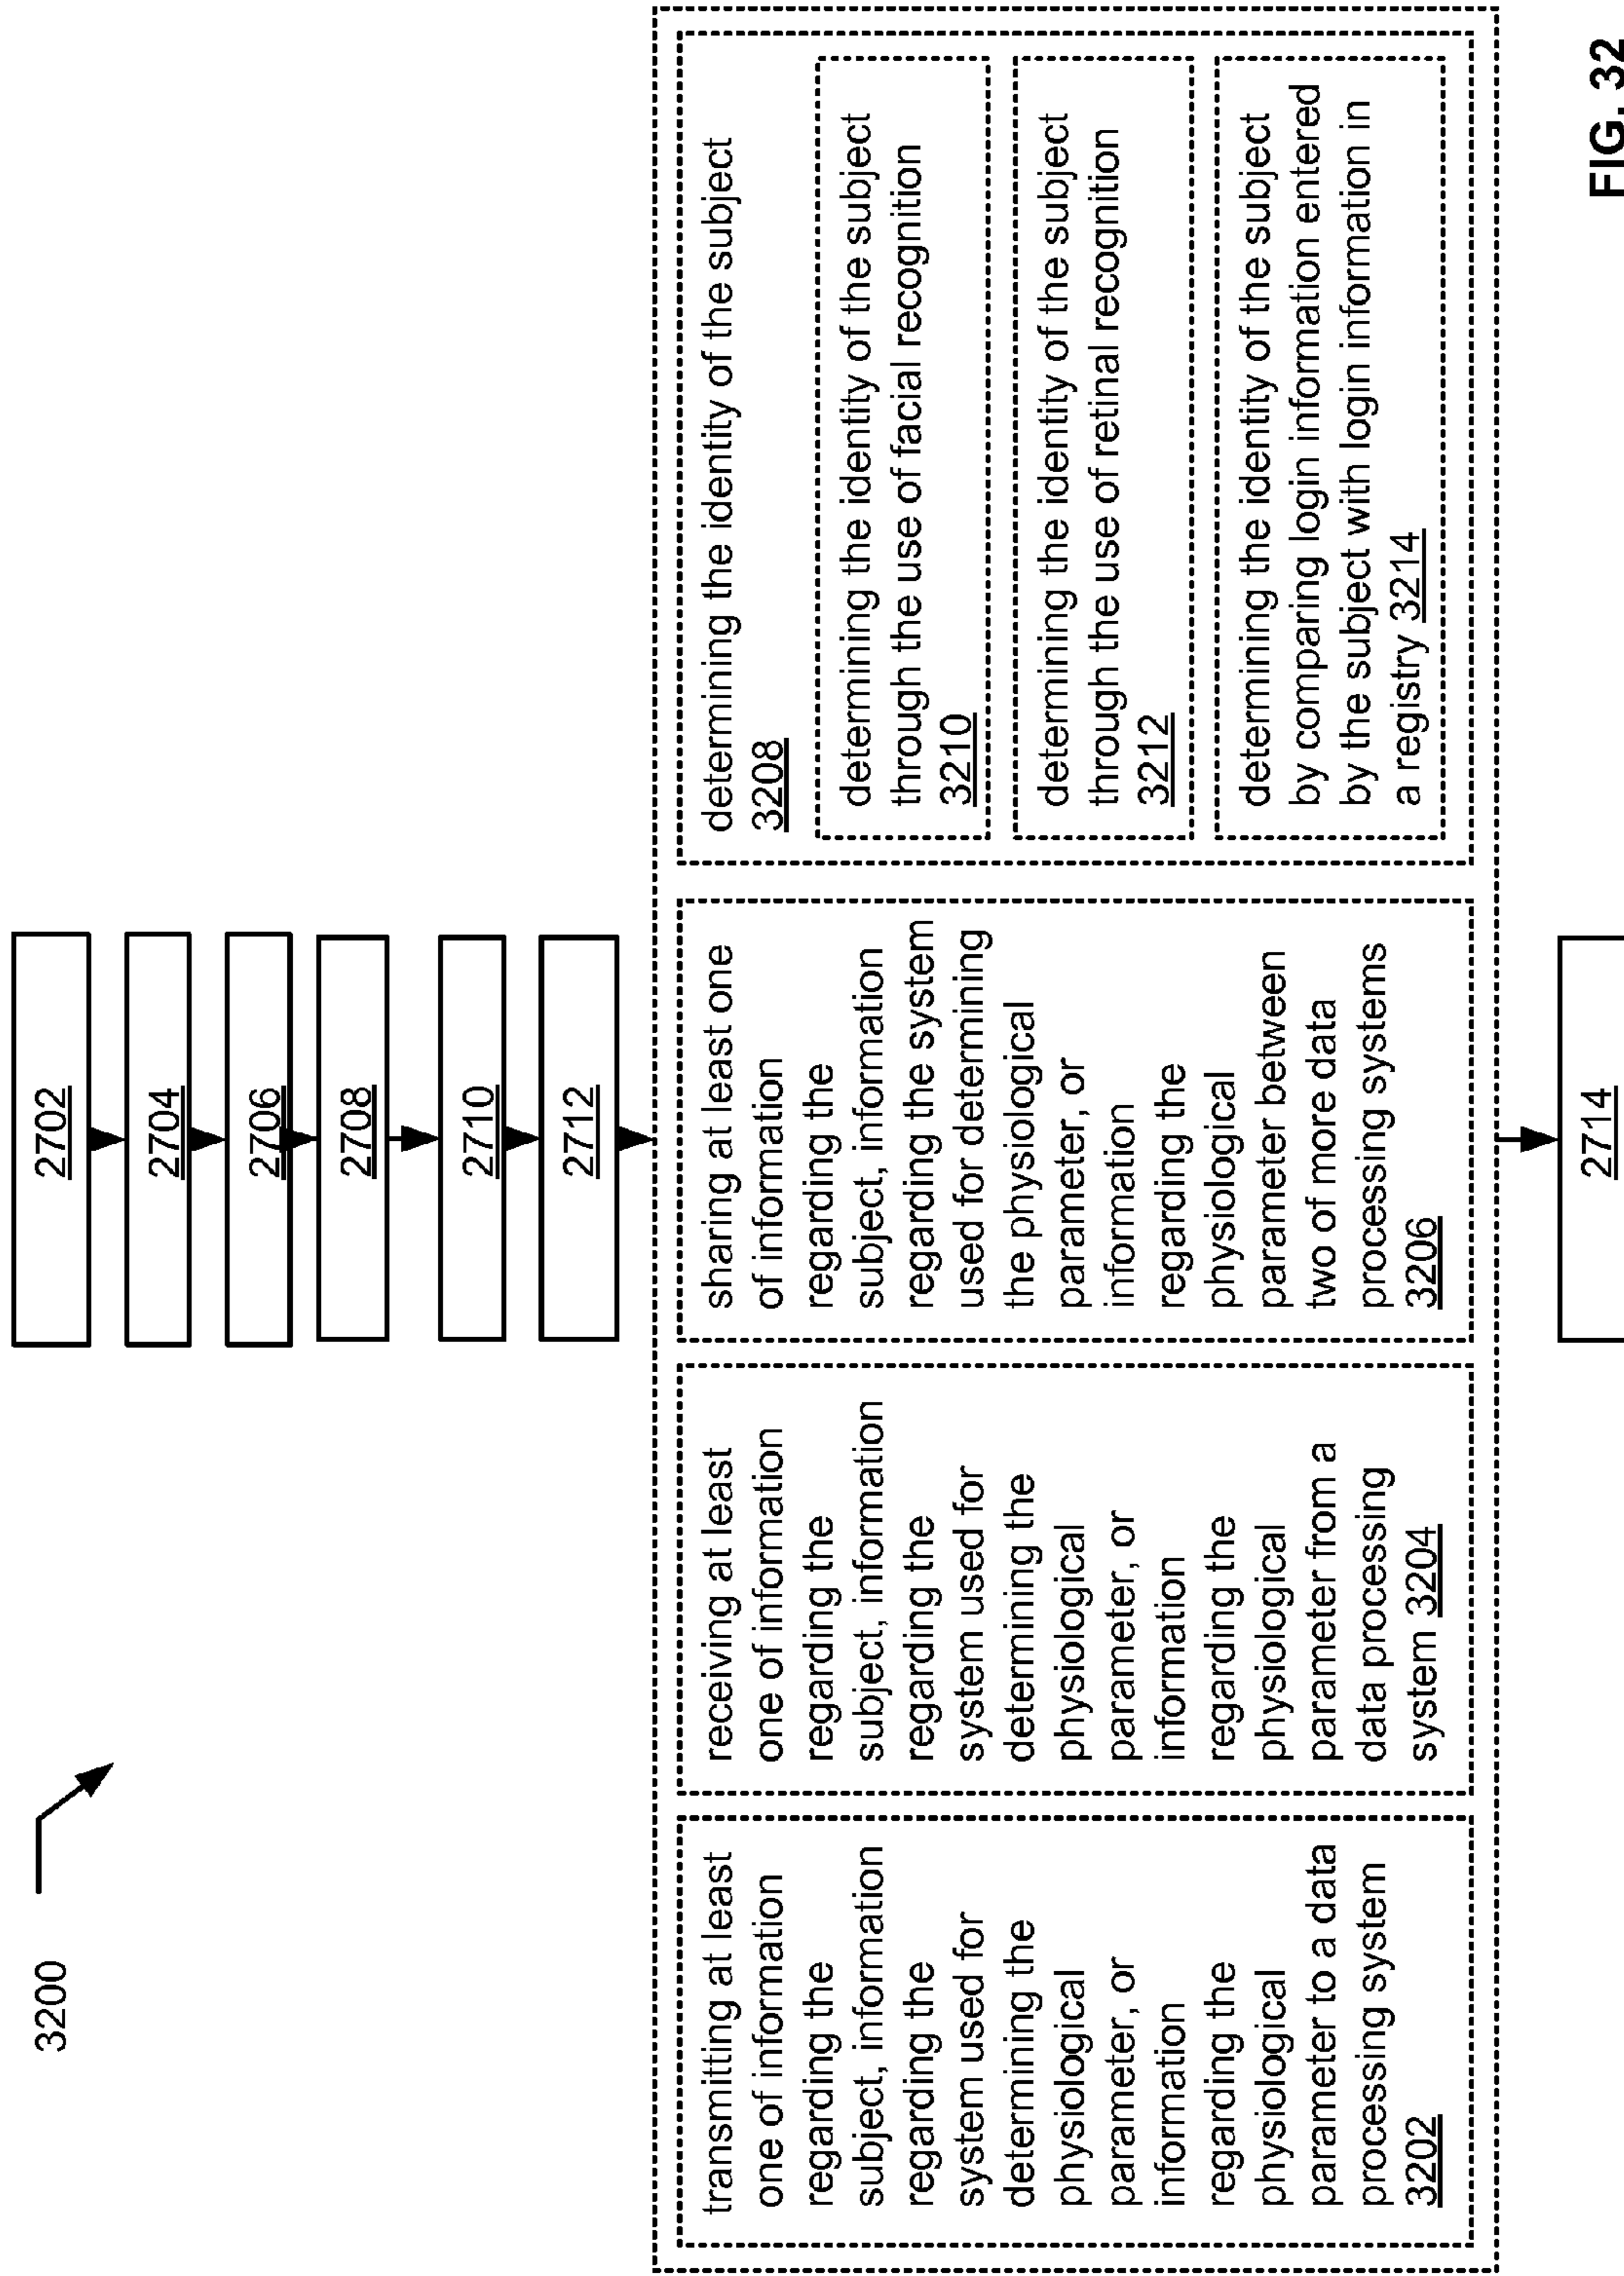 3200
2702
2704
2706
2708
2710
2712
transmitting at least
one of information
regarding the
subject, information
regarding the
system used for
determining the
physiological
parameter, or
information
regarding the
physiological
parameter to a data
processing system
3202
receiving at least
one of information
regarding the
subject, information
regarding the
system used for
determining the
physiological
parameter, or
information
regarding the
physiological
parameter from a
data processing
system 3204
sharing at least one
of information
regarding the
subject, information
regarding the system
used for determining
the physiological
parameter, or
information
regarding the
physiological
parameter between
two of more data
processing systems
3206
determining the identity of the subject
3208
determining the identity of the subject
through the use of facial recognition
3210
determining the identity of the subject
through the use of retinal recognition
3212
determining the identity of the subject
by comparing login information entered
by the subject with login information in
a registry 3214
2714
FIG. 32